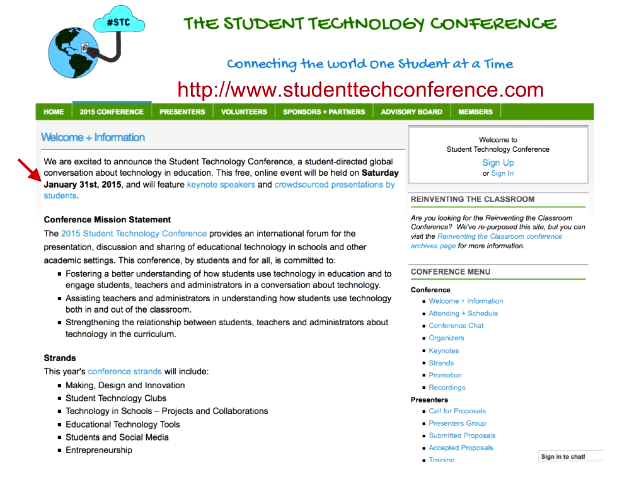 #STC
THE STUDENT TECHNOLOGY CONFERENCE
Connecting the World One Student at a Time
http://www.studenttechconference.com
HOME 2015 CONFERENCE PRESENTERS VOLUNTEERS SPONSORS + PARTNERS ADVISORY BOARD MEMBERS
Welcome + Information
We are excited to announce the Student Technology Conference, a student-directed global
conversation about technology in education. This free, online event will be held on Saturday
January 31st, 2015, and will feature keynote speakers and crowdsourced presentations by
students.
Conference Mission Statement
The 2015 Student Technology Conference provides an international forum for the
presentation, discussion and sharing of educational technology in schools and other
academic settings. This conference, by students and for all, is committed to:
Fostering a better understanding of how students use technology in education and to
engage students, teachers and administrators in a conversation about technology.
Assisting teachers and administrators in understanding how students use technology
both in and out of the classroom.
Strengthening the relationship between students, teachers and administrators about
technology in the curriculum.
Strands
This year's conference strands will include:
Making, Design and Innovation
Student Technology Clubs
Technology in Schools – Projects and Collaborations
Educational Technology Tools
Students and Social Media
Entrepreneurship
Welcome to
Student Technology Conference
Sign Up
or Sign In
REINVENTING THE CLASSROOM
Are you looking for the Reinventing the Classroom
Conference? We've re-purposed this site, but you can
visit the Reinventing the Classroom conference
archives page for more information.
CONFERENCE MENU
Conference
Welcome + Information
Attending + Schedule
Conference Chat
Organizers
Keynotes
Strands
Promotion
Recordings
Presenters
Call for Proposals
Presenters Group
Submitted Proposals
Accepted Proposals
Training
Sign in to chat!